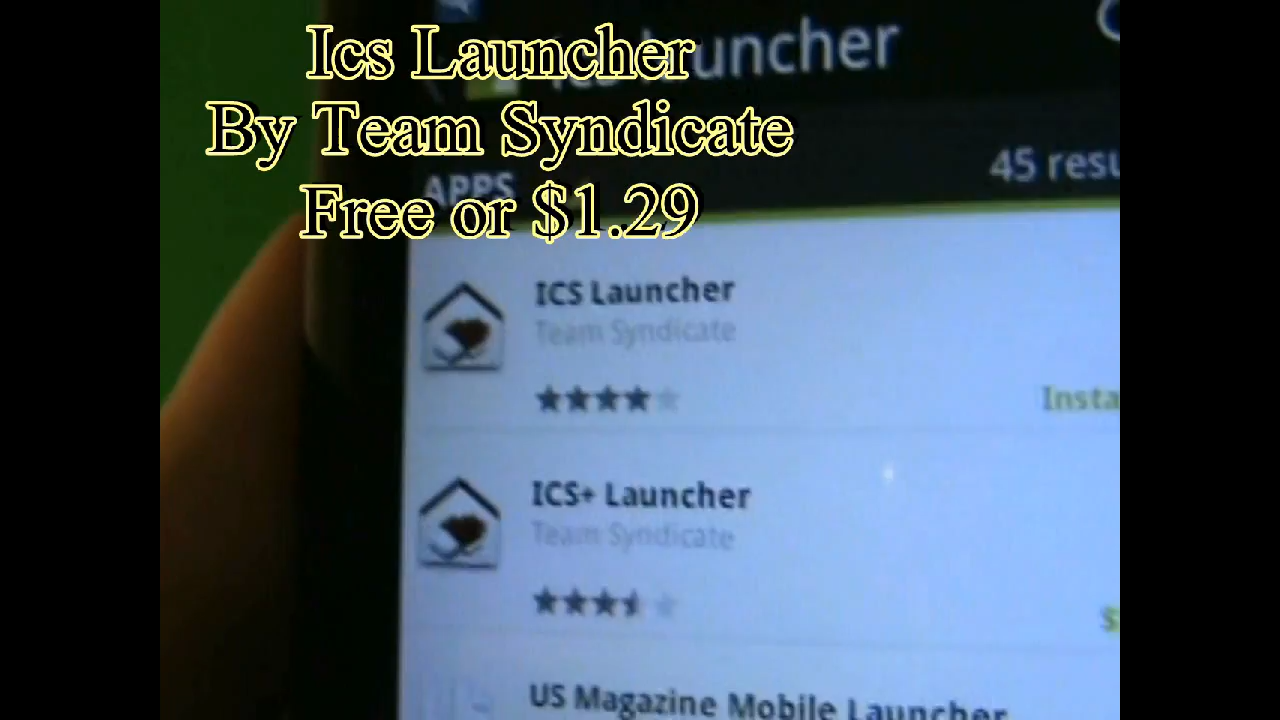 Ics Launcher
By Team Syndicate
Free or $1.29
uncher
APPS
45 resu
ICS Launcher
Team Syndicate
Insta
ICS+ Launcher
Team Syndicate
$
US Magazine Mobile Launcher